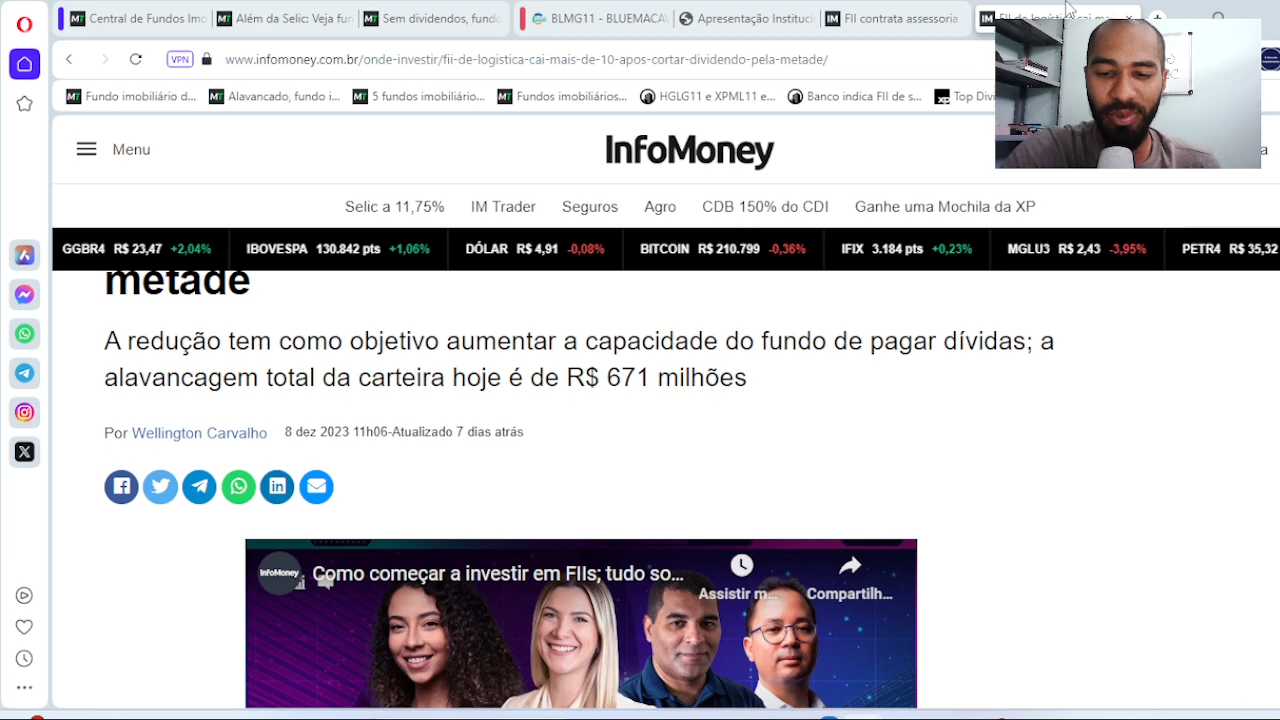 Central de Fundos Imo
Além da Selic: Veja fun
Sem dividendos, fundo
BLMG11 - BLUEMACA
Apresentação Instituci
FII contrata assessoria
VPN
www.infomoney.com.br/onde-investir/fii-de-logistica-cai-mais-de-10-apos-cortar-dividendo-pela-metade/
Fundo imobiliário d...
Alavancado, fundo i...
5 fundos imobiliário...
Fundos imobiliários...
HGLG11 e XPML11 e...
Banco indica FII de s...
Top Divi
Menu
InfoMoney
Selic a 11,75%
IM Trader
Seguros
Agro
CDB 150% do CDI
Ganhe uma Mochila da XP
GGBR4 R$ 23,47 +2,04%
IBOVESPA 130.842 pts +1,06%
DÓLAR R$ 4,91 -0,08%
BITCOIN R$ 210.799 -0,36%
IFIX 3.184 pts +0,23%
MGLU3 R$ 2,43 -3,95%
PETR4 R$ 35,32
metade
A redução tem como objetivo aumentar a capacidade do fundo de pagar dívidas; a
alavancagem total da carteira hoje é de R$ 671 milhões
Por Wellington Carvalho 8 dez 2023 11h06-Atualizado 7 dias atrás
InfoMoney
Como começar a investir em FIIs; tudo so...
Assistir m...
Compartilh...